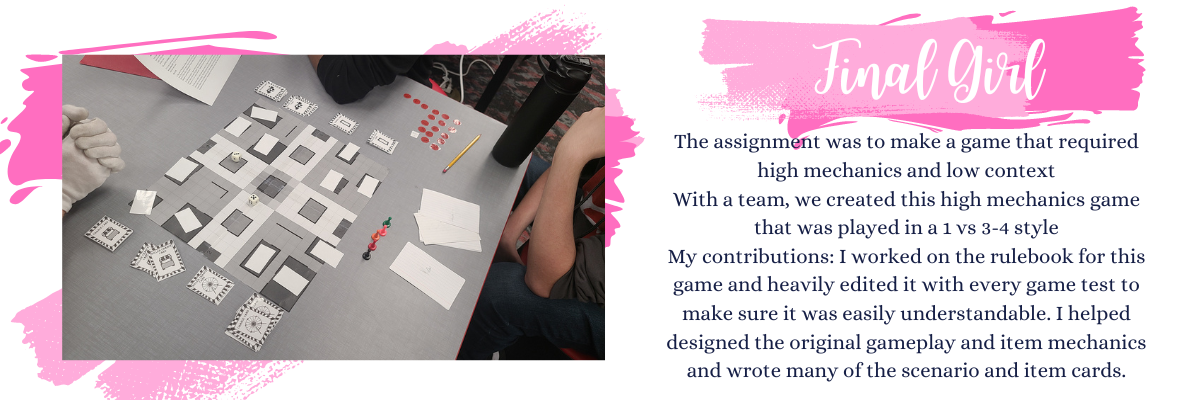 Final Girl
The assignment was to make a game that required
high mechanics and low context
With a team, we created this high mechanics game
that was played in a 1 vs 3-4 style
My contributions: I worked on the rulebook for this
game and heavily edited it with every game test to
make sure it was easily understandable. I helped
designed the original gameplay and item mechanics
and wrote many of the scenario and item cards.